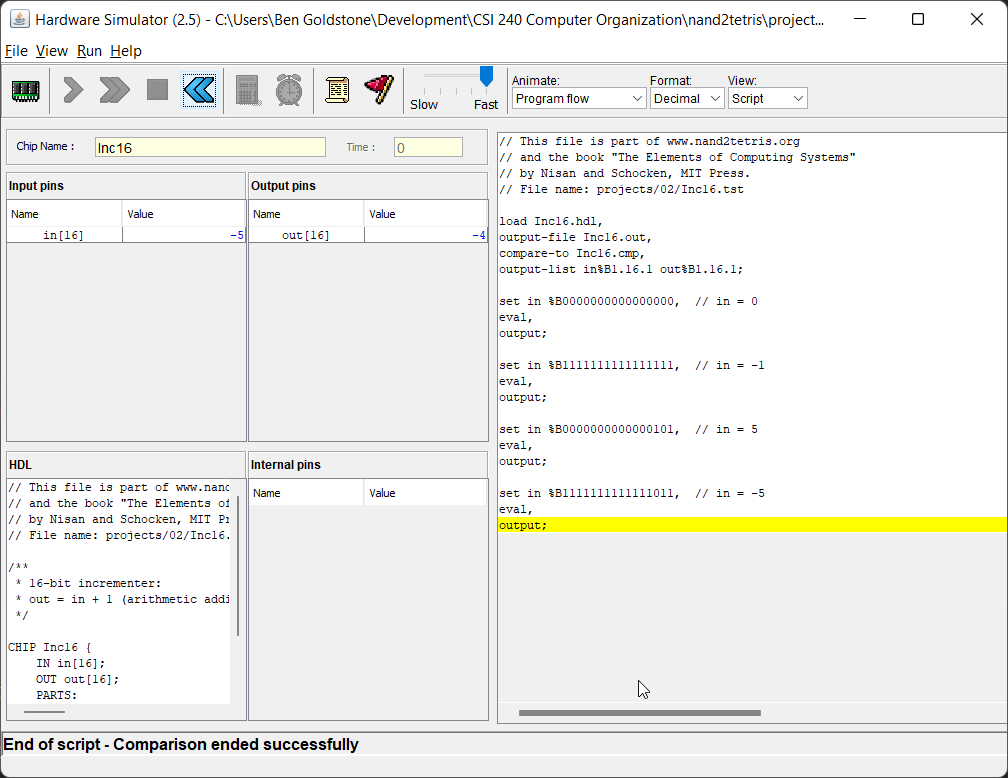 Hardware Simulator (2.5) - C:\Users\Ben Goldstone\Development\CSI 240 Computer Organization\nand2tetris\project...
File View Run Help
Slow Fast
Animate: Format: View:
Program flow Decimal Script
Chip Name : Inc16 Time : 0
Input pins
Name Value
in[16] -5
Output pins
Name Value
out[16] -4
HDL
// This file is part of www.nand
// and the book "The Elements of
// by Nisan and Schocken, MIT Pr
// File name: projects/02/Inc16.
/**
* 16-bit incrementer:
* out = in + 1 (arithmetic addi
*/
CHIP Inc16 {
IN in[16];
OUT out[16];
PARTS:
Internal pins
Name Value
// This file is part of www.nand2tetris.org
// and the book "The Elements of Computing Systems"
// by Nisan and Schocken, MIT Press.
// File name: projects/02/Inc16.tst
load Inc16.hdl,
output-file Inc16.out,
compare-to Inc16.cmp,
output-list in%B1.16.1 out%B1.16.1;
set in %B0000000000000000,  // in = 0
eval,
output;
set in %B1111111111111111,  // in = -1
eval,
output;
set in %B0000000000000101,  // in = 5
eval,
output;
set in %B1111111111111011,  // in = -5
eval,
output;
End of script - Comparison ended successfully